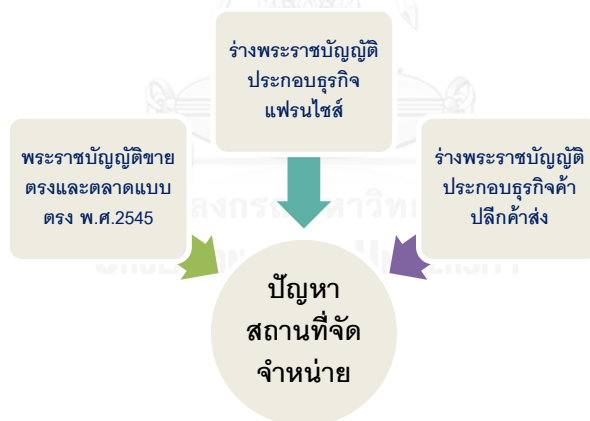 ร่างพระราชบัญญัติ
ประกอบธุรกิจ
แฟรนไชส์
พระราชบัญญัติขาย
ตรงและตลาดแบบ
ตรง พ.ศ.2545
ร่างพระราชบัญญัติ
ประกอบธุรกิจค้า
ปลีกค้าส่ง
ปัญหา
สถานที่จัด
จำหน่าย